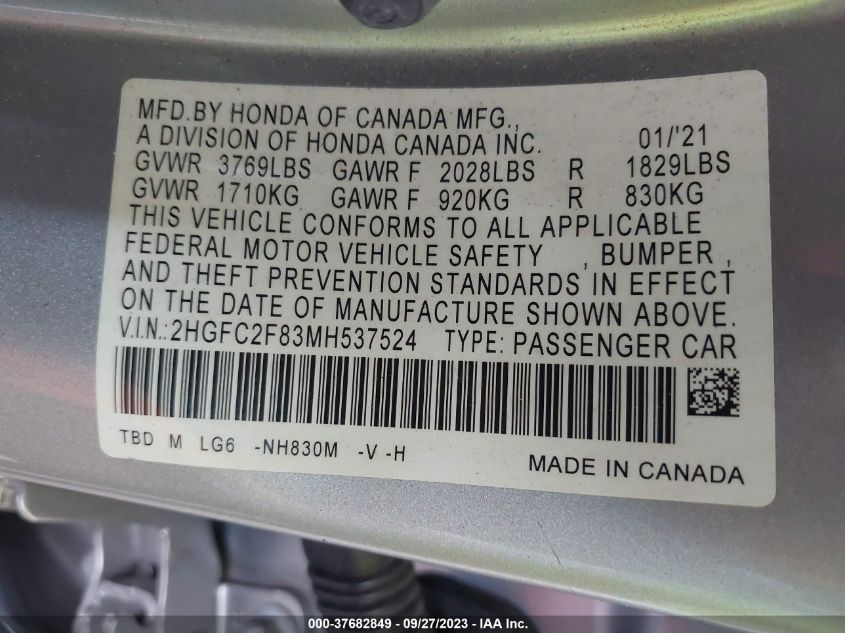 MFD.BY HONDA OF CANADA MFG.,
A DIVISION OF HONDA CANADA INC. 01/'21
GVWR 3769LBS GAWR F 2028LBS R 1829LBS
GVWR 1710KG GAWR F 920KG R 830KG
THIS VEHICLE CONFORMS TO ALL APPLICABLE
FEDERAL MOTOR VEHICLE SAFETY , BUMPER ,
AND THEFT PREVENTION STANDARDS IN EFFECT
ON THE DATE OF MANUFACTURE SHOWN ABOVE.
V.I.N.: 2HGFC2F83MH537524 TYPE: PASSENGER CAR
TBD M LG6 -NH830M -V -H
MADE IN CANADA
000-37682849 - 09/27/2023 - IAA Inc.